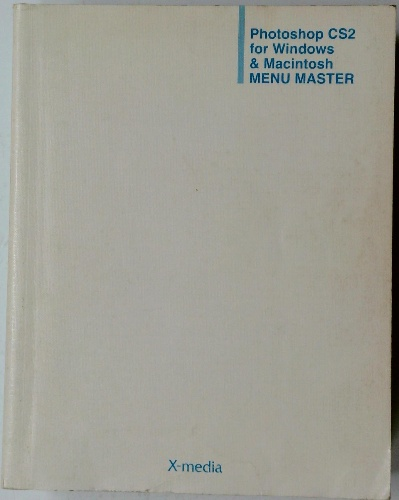 Photoshop CS2
for Windows
& Macintosh
MENU MASTER
X-media